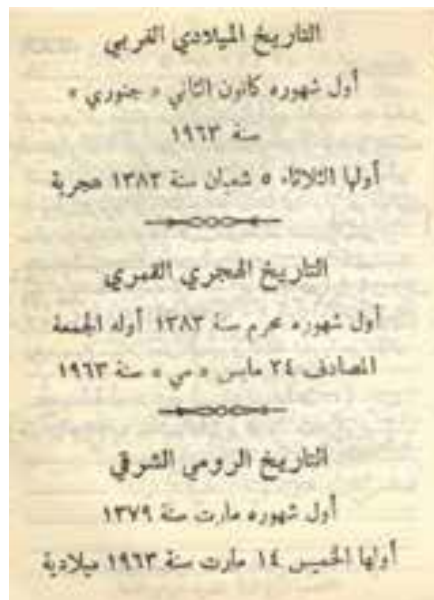 التاريخ الميلادي الغربي
أول شهوره كانون الثاني « جنوري »
سنة ١٩٦٣
أولها الثلاثاء ٥ شعبان سنة ١٣٨٢ هجرية
التاريخ الهجري القمري
أول شهوره محرم سنة ١٣٨٣ أوله الجمعة
المصادف ٢٤ مايس « مي » سنة ١٩٦٣
التاريخ الرومي الشرقي
أول شهوره مارت سنة ١٣٧٩
أولها الخميس ١٤ مارت سنة ١٩٦٣ ميلادية